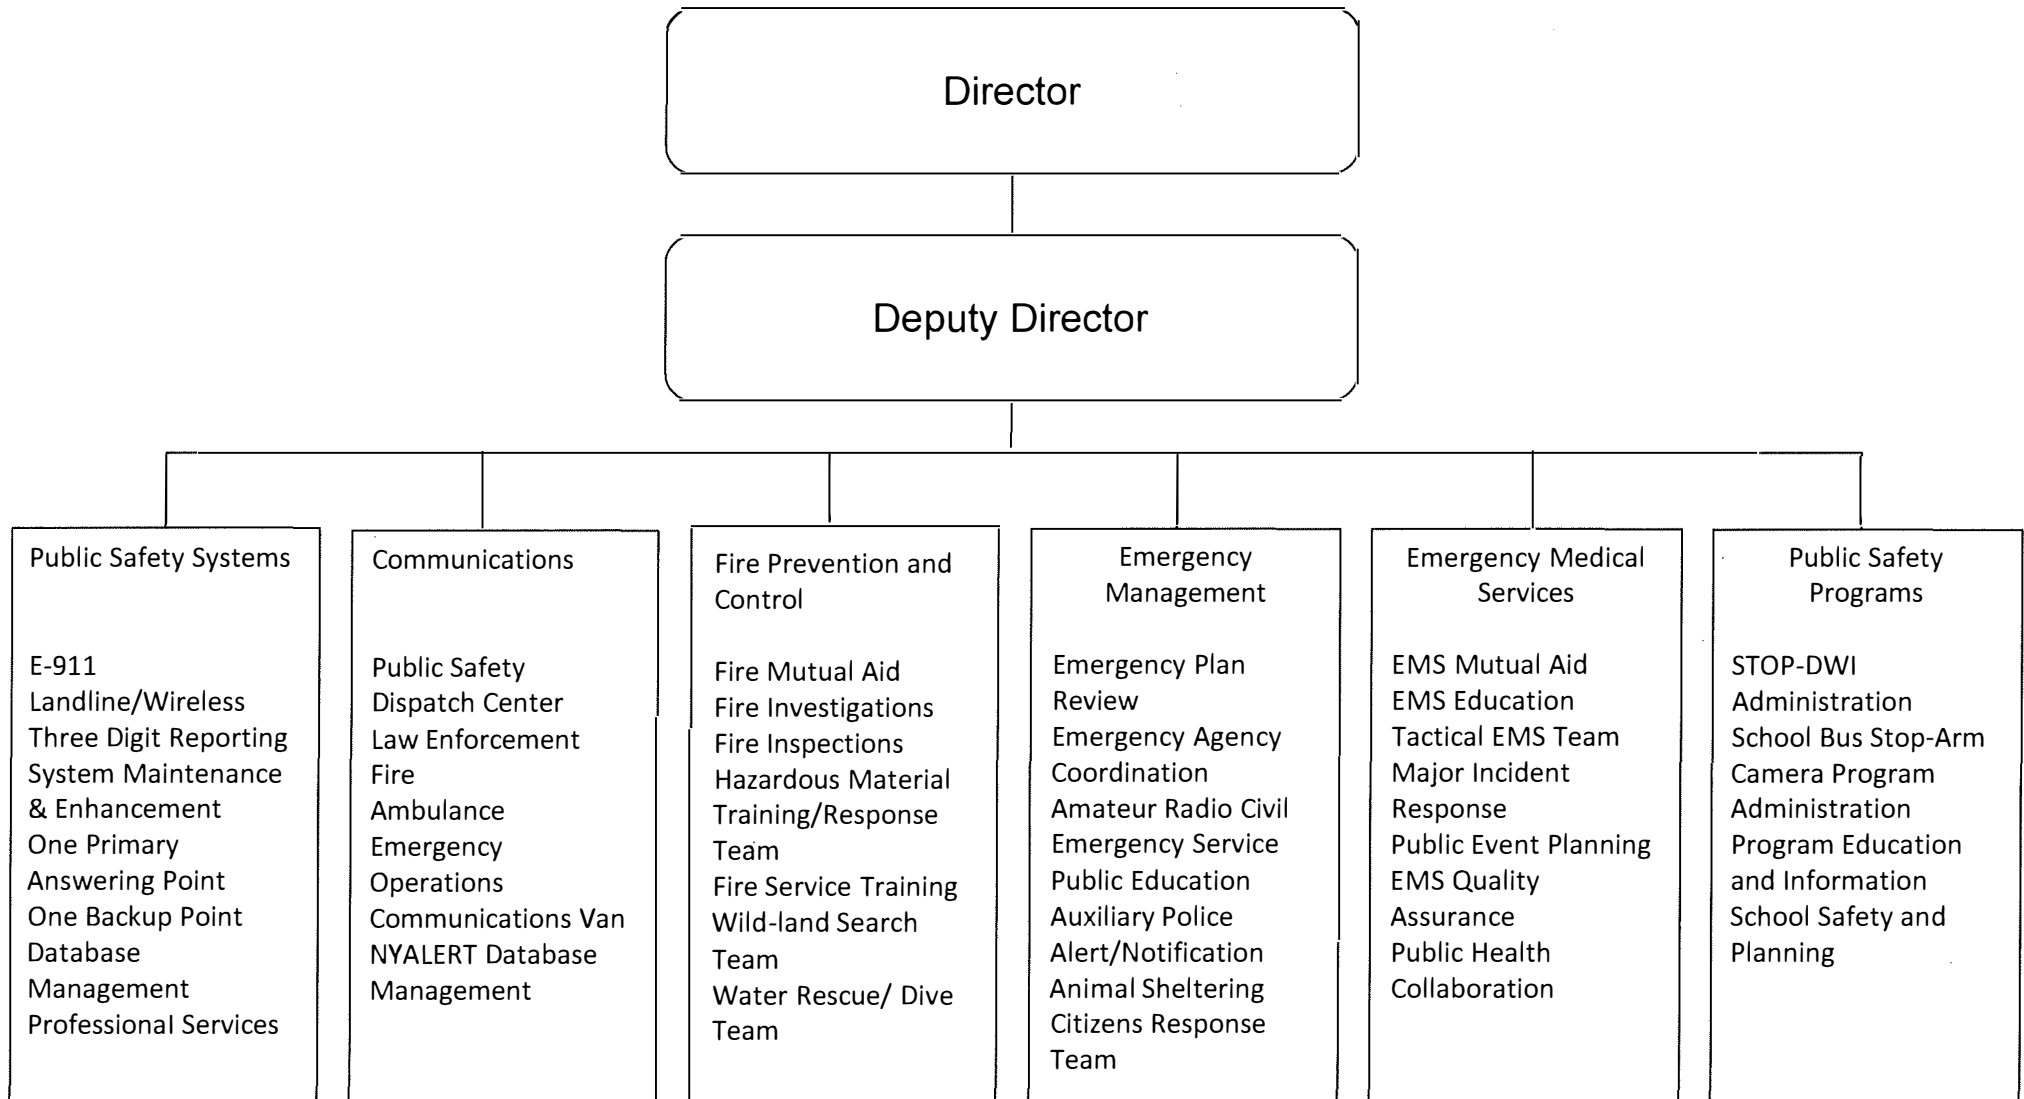 Director
Deputy Director
Public Safety Systems
E-911
Landline/Wireless
Three Digit Reporting
System Maintenance
& Enhancement
One Primary
Answering Point
One Backup Point
Database
Management
Professional Services
Communications
Public Safety
Dispatch Center
Law Enforcement
Fire
Ambulance
Emergency
Operations
Communications Van
NYALERT Database
Management
Fire Prevention and
Control
Fire Mutual Aid
Fire Investigations
Fire Inspections
Hazardous Material
Training/Response
Team
Fire Service Training
Wild-land Search
Team
Water Rescue/ Dive
Team
Emergency
Management
Emergency Plan
Review
Emergency Agency
Coordination
Amateur Radio Civil
Emergency Service
Public Education
Auxiliary Police
Alert/Notification
Animal Sheltering
Citizens Response
Team
Emergency Medical
Services
EMS Mutual Aid
EMS Education
Tactical EMS Team
Major Incident
Response
Public Event Planning
EMS Quality
Assurance
Public Health
Collaboration
Public Safety
Programs
STOP-DWI
Administration
School Bus Stop-Arm
Camera Program
Administration
Program Education
and Information
School Safety and
Planning